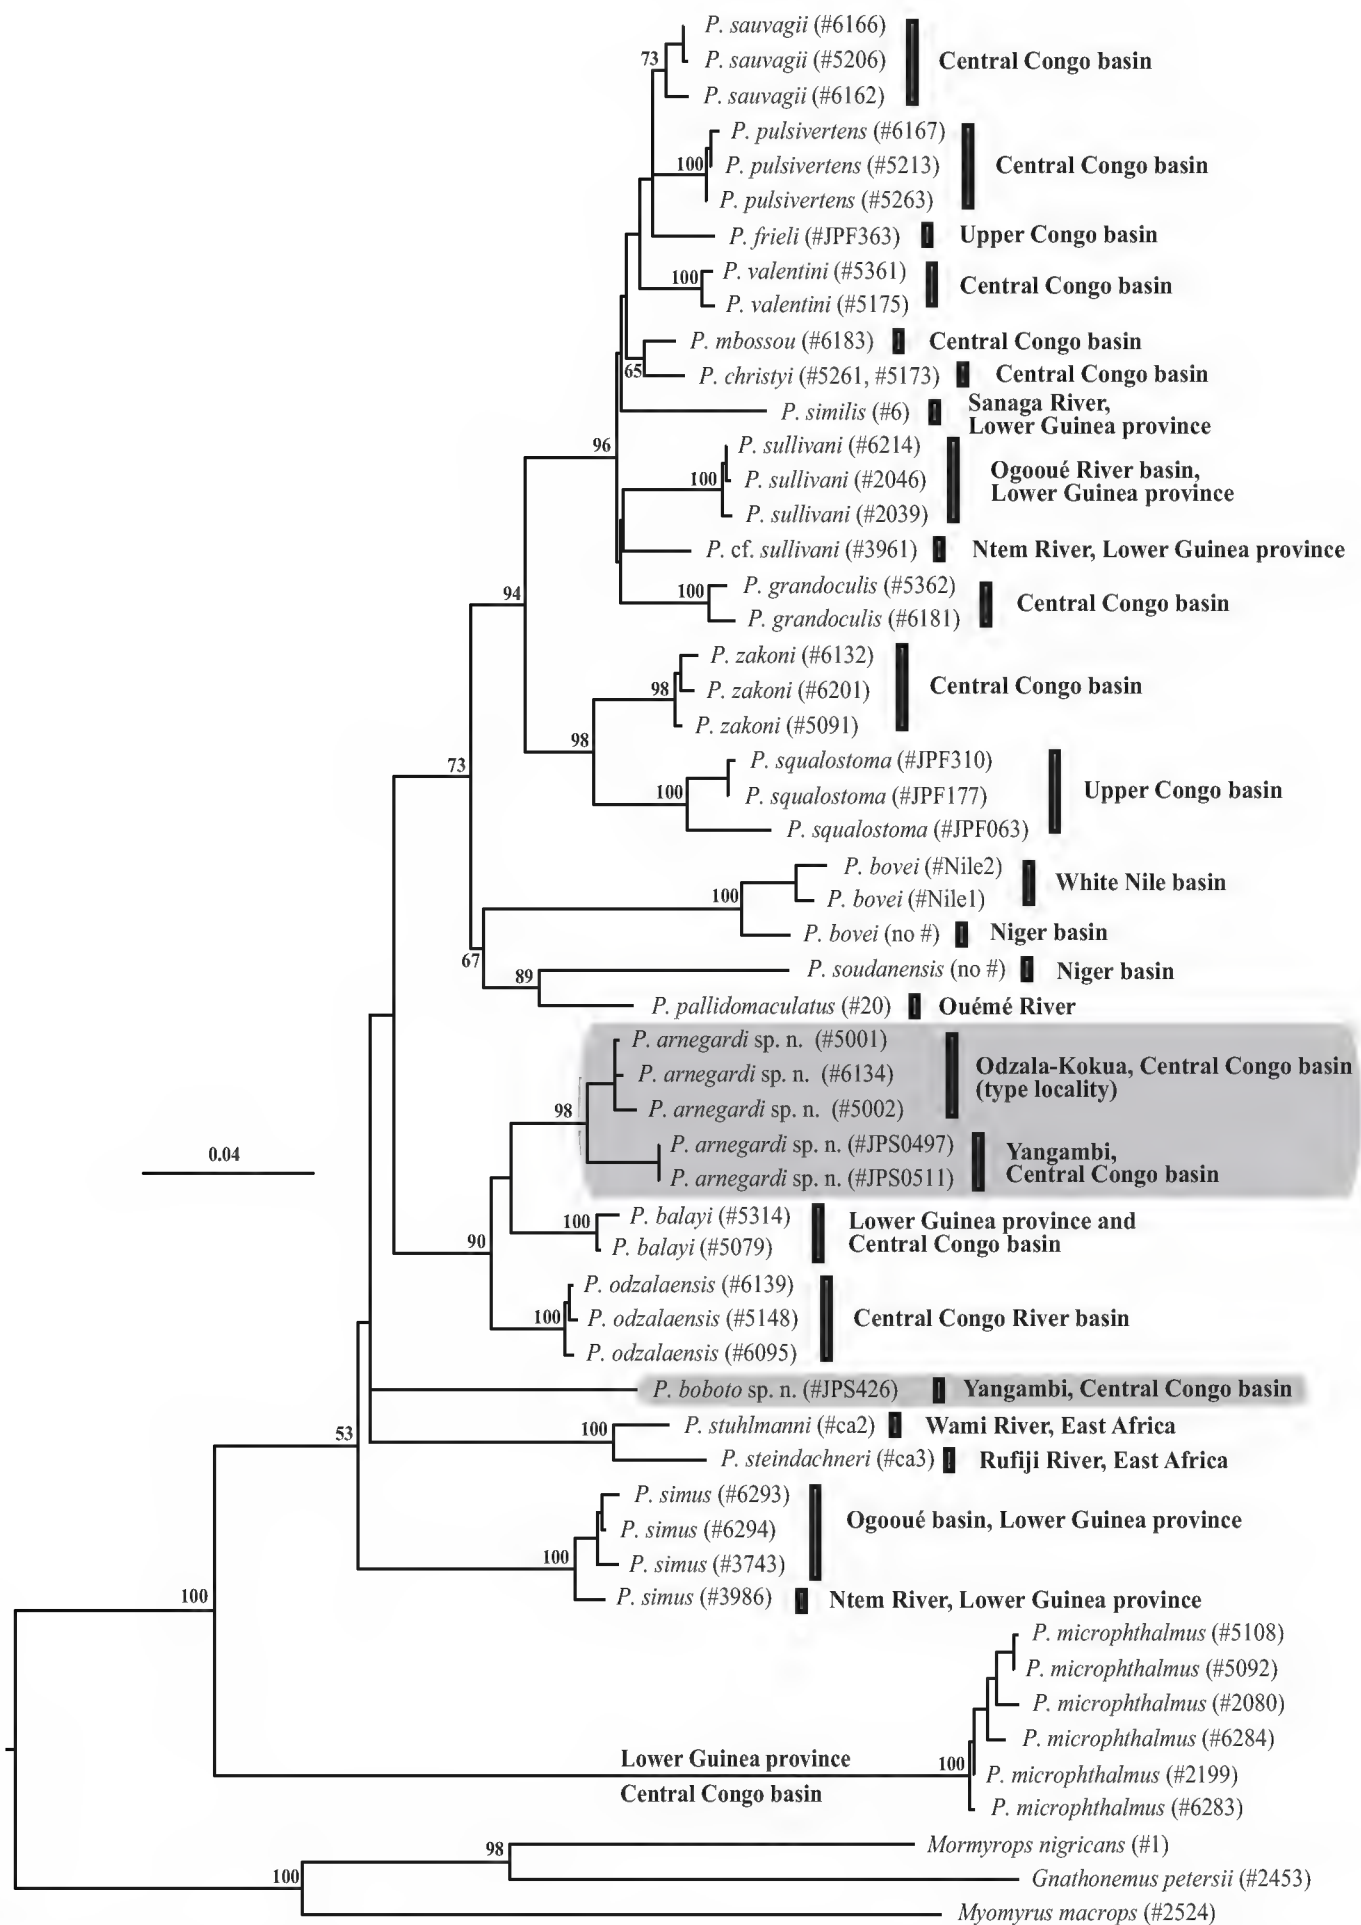 P. sauvagii (#6166)
73
P. sauvagii (#5206)
Central Congo basin
P. sauvagii (#6162)
P. pulsivertens (#6167)
100
P. pulsivertens (#5213)
Central Congo basin
P. pulsivertens (#5263)
P. frieli (#JPF363)
Upper Congo basin
100
P. valentini (#5361)
Central Congo basin
P. valentini (#5175)
P. mbossou (#6183)
Central Congo basin
65
P. christyi (#5261, #5173)
Central Congo basin
P. similis (#6)
Sanaga River,
Lower Guinea province
96
P. sullivani (#6214)
100
P. sullivani (#2046)
Ogooué River basin,
Lower Guinea province
P. sullivani (#2039)
P. cf. sullivani (#3961)
Ntem River, Lower Guinea province
94
100
P. grandoculis (#5362)
Central Congo basin
P. grandoculis (#6181)
P. zakoni (#6132)
98
P. zakoni (#6201)
Central Congo basin
P. zakoni (#5091)
98
73
P. squalostoma (#JPF310)
100
P. squalostoma (#JPF177)
Upper Congo basin
P. squalostoma (#JPF063)
P. bovei (#Nile2)
White Nile basin
100
P. bovei (#Nile1)
P. bovei (no #)
Niger basin
67
89
P. soudanensis (no #)
Niger basin
P. pallidomaculatus (#20)
Ouémé River
P. arnegardi sp. n. (#5001)
P. arnegardi sp. n. (#6134)
Odzala-Kokua, Central Congo basin
(type locality)
98
P. arnegardi sp. n. (#5002)
0.04
P. arnegardi sp. n. (#JPS0497)
Yangambi,
Central Congo basin
P. arnegardi sp. n. (#JPS0511)
100
P. balayi (#5314)
Lower Guinea province and
Central Congo basin
90
P. balayi (#5079)
P. odzalaensis (#6139)
100
P. odzalaensis (#5148)
Central Congo River basin
P. odzalaensis (#6095)
P. boboto sp. n. (#JPS426)
Yangambi, Central Congo basin
53
100
P. stuhlmanni (#ca2)
Wami River, East Africa
P. steindachneri (#ca3)
Rufiji River, East Africa
P. simus (#6293)
P. simus (#6294)
Ogooué basin, Lower Guinea province
100
P. simus (#3743)
100
P. simus (#3986)
Ntem River, Lower Guinea province
P. microphthalmus (#5108)
P. microphthalmus (#5092)
P. microphthalmus (#2080)
P. microphthalmus (#6284)
Lower Guinea province
100
P. microphthalmus (#2199)
Central Congo basin
P. microphthalmus (#6283)
98
Mormyrops nigricans (#1)
100
Gnathonemus petersii (#2453)
Myomyrus macrops (#2524)